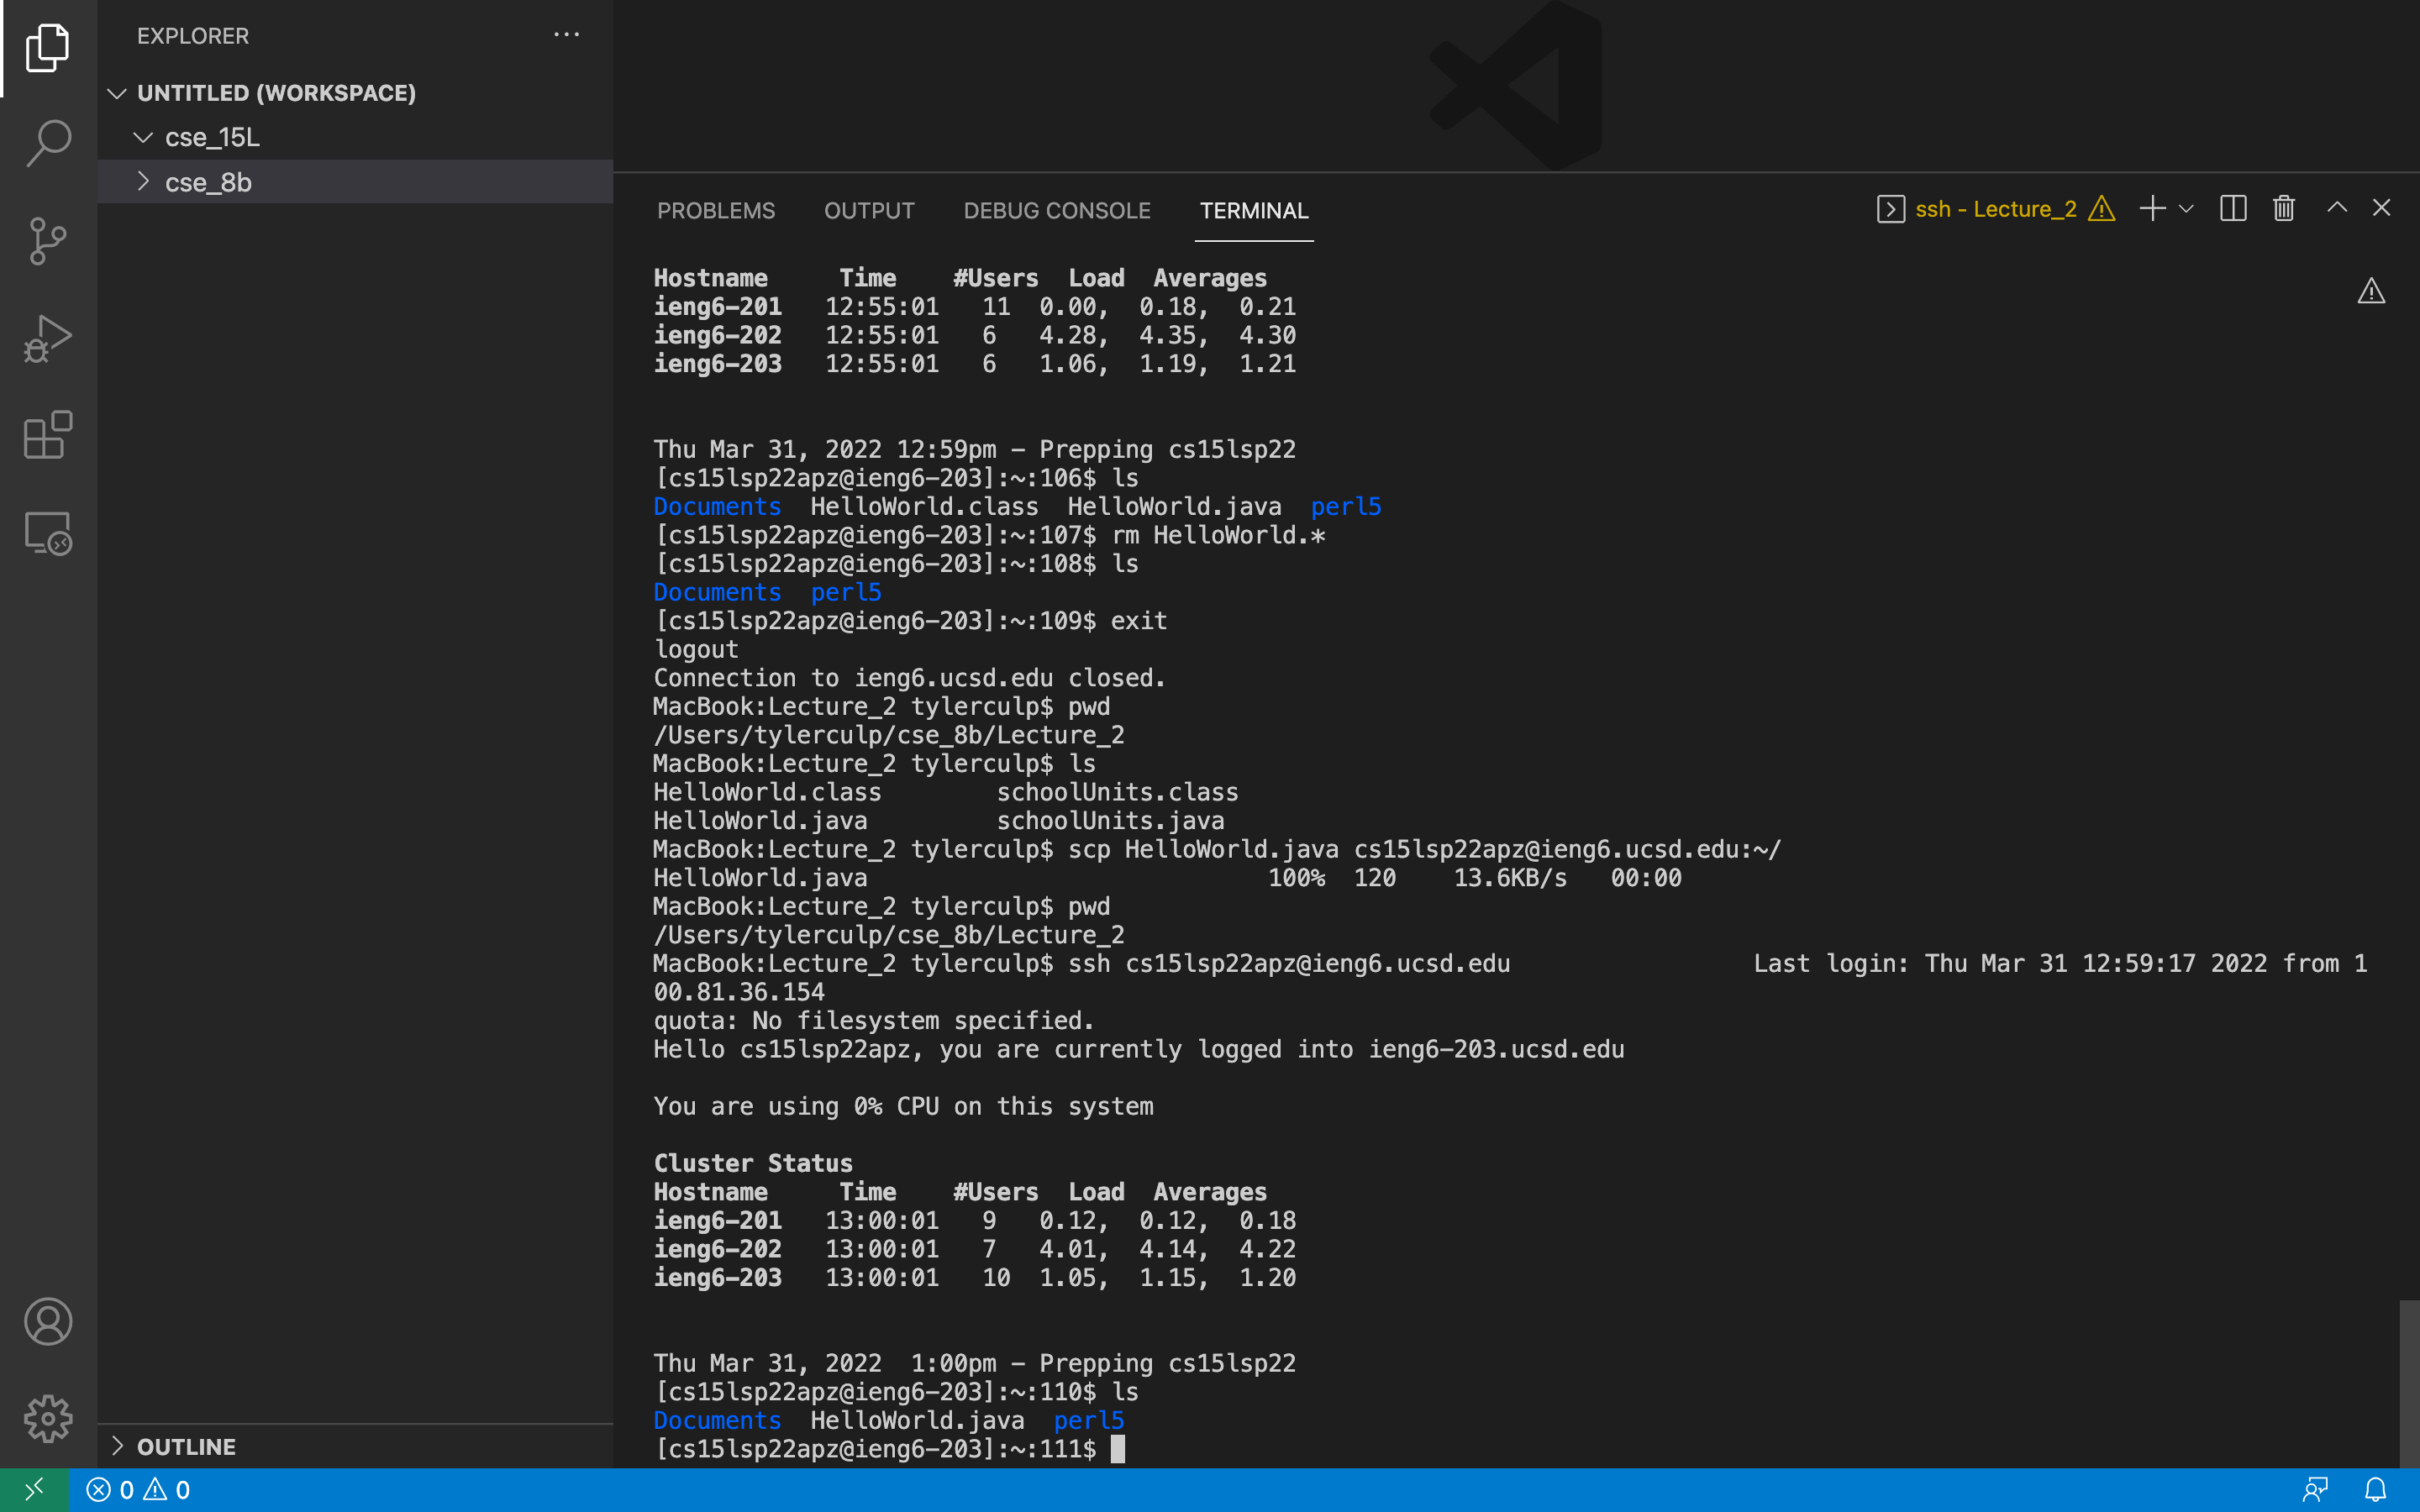 EXPLORER
UNTITLED (WORKSPACE)
cse_15L
cse_8b
OUTLINE
PROBLEMS OUTPUT DEBUG CONSOLE TERMINAL
ssh - Lecture_2
Hostname     Time    #Users  Load  Averages
ieng6-201   12:55:01   11  0.00,  0.18,  0.21
ieng6-202   12:55:01   6   4.28,  4.35,  4.30
ieng6-203   12:55:01   6   1.06,  1.19,  1.21
Thu Mar 31, 2022 12:59pm - Prepping cs15lsp22
[cs15lsp22apz@ieng6-203]:~:106$ ls
Documents  HelloWorld.class  HelloWorld.java  perl5
[cs15lsp22apz@ieng6-203]:~:107$ rm HelloWorld.*
[cs15lsp22apz@ieng6-203]:~:108$ ls
Documents  perl5
[cs15lsp22apz@ieng6-203]:~:109$ exit
logout
Connection to ieng6.ucsd.edu closed.
MacBook:Lecture_2 tylerculp$ pwd
/Users/tylerculp/cse_8b/Lecture_2
MacBook:Lecture_2 tylerculp$ ls
HelloWorld.class        schoolUnits.class
HelloWorld.java         schoolUnits.java
MacBook:Lecture_2 tylerculp$ scp HelloWorld.java cs15lsp22apz@ieng6.ucsd.edu:~/
HelloWorld.java                            100%  120    13.6KB/s   00:00
MacBook:Lecture_2 tylerculp$ pwd
/Users/tylerculp/cse_8b/Lecture_2
MacBook:Lecture_2 tylerculp$ ssh cs15lsp22apz@ieng6.ucsd.edu                 Last login: Thu Mar 31 12:59:17 2022 from 1
00.81.36.154
quota: No filesystem specified.
Hello cs15lsp22apz, you are currently logged into ieng6-203.ucsd.edu
You are using 0% CPU on this system
Cluster Status
Hostname     Time    #Users  Load  Averages
ieng6-201   13:00:01   9   0.12,  0.12,  0.18
ieng6-202   13:00:01   7   4.01,  4.14,  4.22
ieng6-203   13:00:01   10  1.05,  1.15,  1.20
Thu Mar 31, 2022  1:00pm - Prepping cs15lsp22
[cs15lsp22apz@ieng6-203]:~:110$ ls
Documents  HelloWorld.java  perl5
[cs15lsp22apz@ieng6-203]:~:111$
0 0